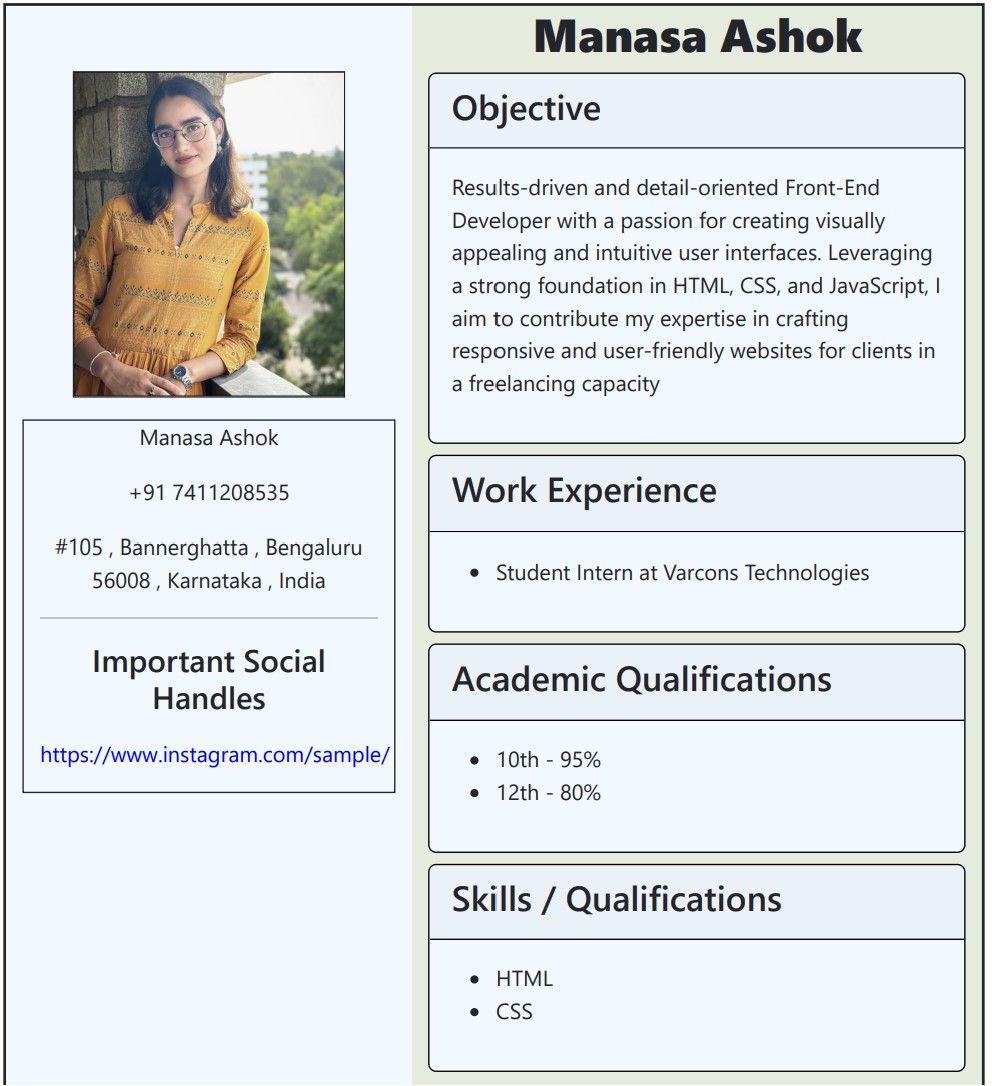 Manasa Ashok
+91 7411208535
#105 , Bannerghatta , Bengaluru
56008 , Karnataka , India
Important Social
Handles
https://www.instagram.com/sample/
Manasa Ashok
Objective
Results-driven and detail-oriented Front-End
Developer with a passion for creating visually
appealing and intuitive user interfaces. Leveraging
a strong foundation in HTML, CSS, and JavaScript, I
aim to contribute my expertise in crafting
responsive and user-friendly websites for clients in
a freelancing capacity
Work Experience
• Student Intern at Varcons Technologies
Academic Qualifications
• 10th - 95%
• 12th - 80%
Skills / Qualifications
• HTML
• CSS